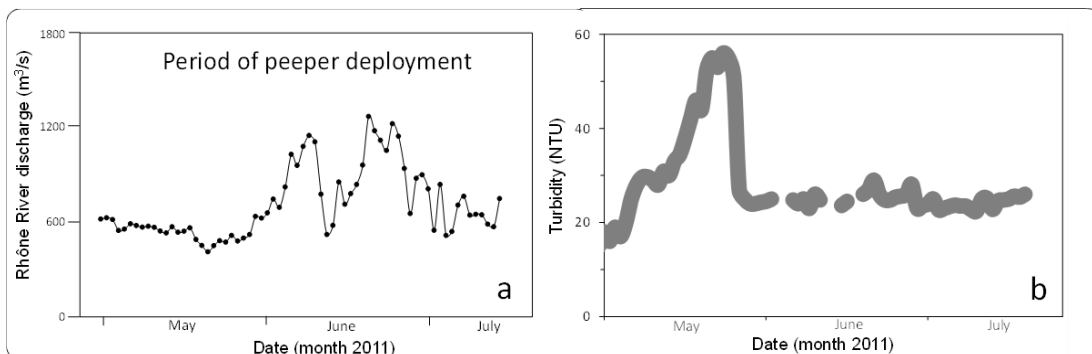 Period of peeper deployment
Rhône River discharge (m³/s)
1800
1200
600
0
May
June
July
Date (month 2011)
a
Turbidity (NTU)
60
40
20
0
May
June
July
Date (month 2011)
b